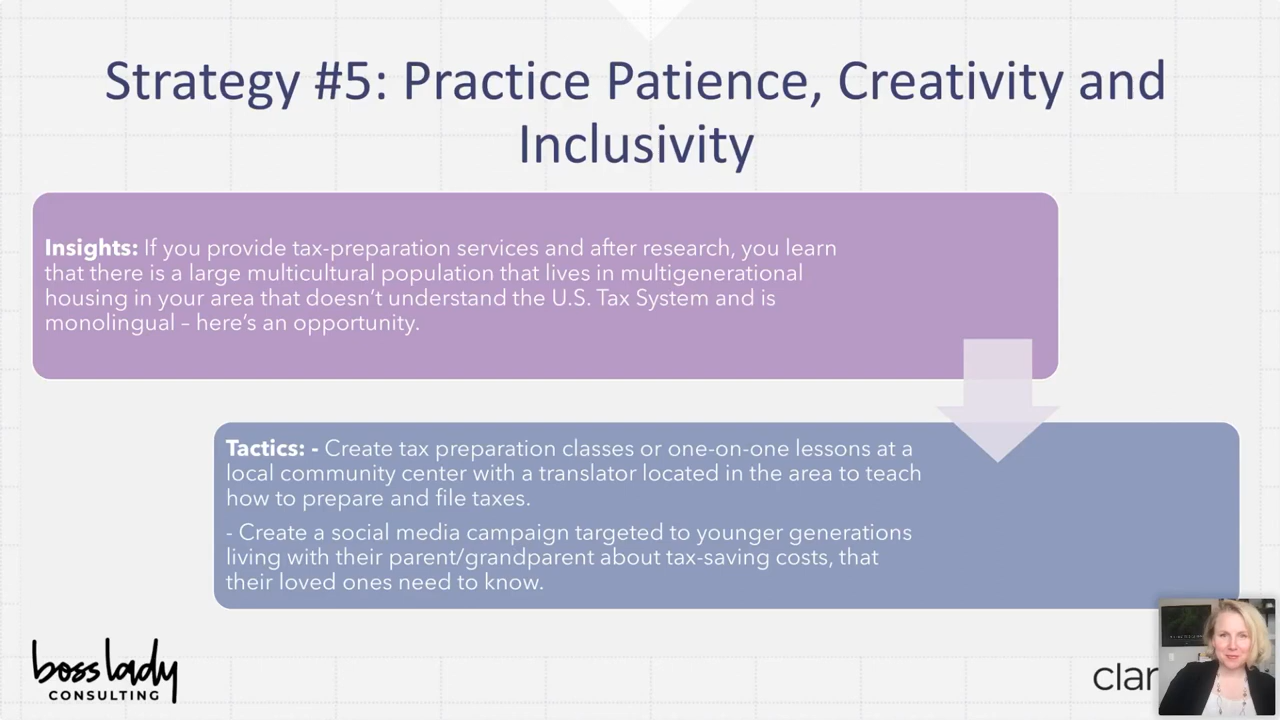 Strategy #5: Practice Patience, Creativity and
Inclusivity
Insights: If you provide tax-preparation services and after research, you learn
that there is a large multicultural population that lives in multigenerational
housing in your area that doesn’t understand the U.S. Tax System and is
monolingual – here’s an opportunity.
Tactics: - Create tax preparation classes or one-on-one lessons at a
local community center with a translator located in the area to teach
how to prepare and file taxes.
- Create a social media campaign targeted to younger generations
living with their parent/grandparent about tax-saving costs, that
their loved ones need to know.
boss lady
CONSULTING